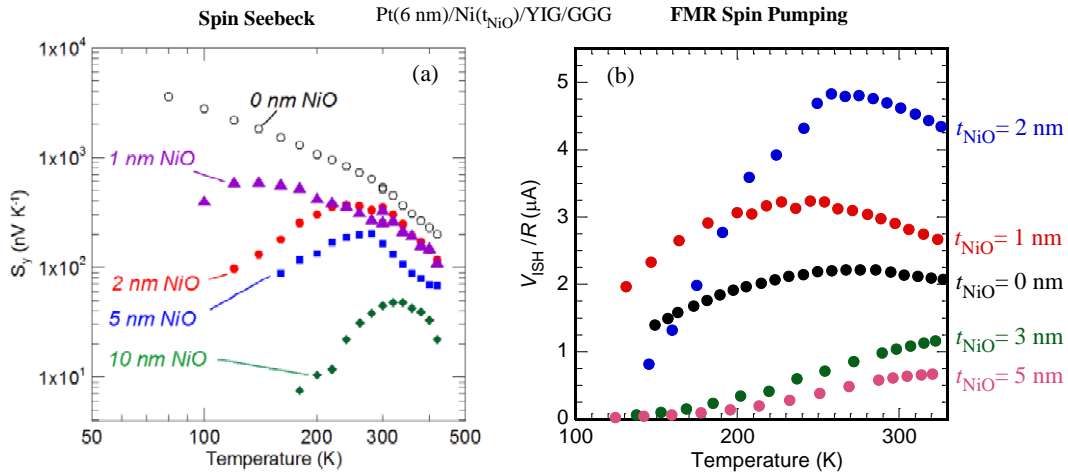 Spin Seebeck Pt(6 nm)/Ni(tNiO)/YIG/GGG FMR Spin Pumping
(a)
1x10^5
1x10^4
1x10^3
1x10^2
1x10^1
S_y (nV K^-1)
0 nm NiO
1 nm NiO
2 nm NiO
5 nm NiO
10 nm NiO
50 100 200 300 500
Temperature (K)
(b)
5
4
3
2
1
0
V_ISH/R (μA)
t_NiO= 2 nm
t_NiO= 1 nm
t_NiO= 0 nm
t_NiO= 3 nm
t_NiO= 5 nm
100 200 300
Temperature (K)